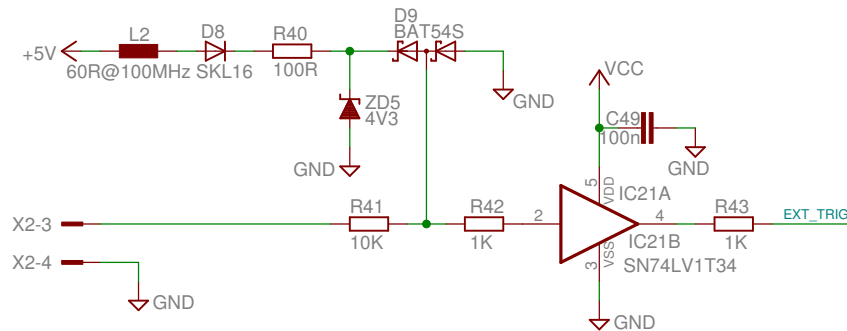 D9
L2 D8 R40 BAT54S
+5V
60R@100MHz SKL16 100R
VCC
GND
ZD5
4V3
C49
100n
GND
GND
X2-3
R41
10K
R42
1K
2
5
VDD
IC21A
4
R43
1K
EXT_TRIG
IC21B
VSS
3
SN74LV1T34
X2-4
GND
GND